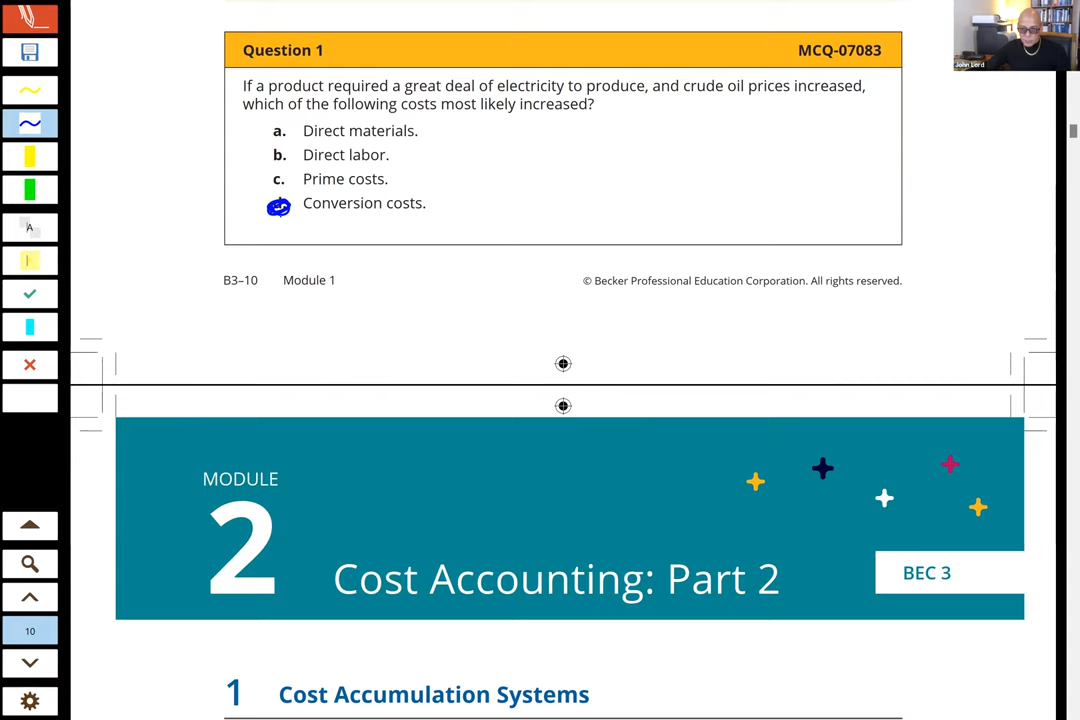 Question 1 MCQ-07083
If a product required a great deal of electricity to produce, and crude oil prices increased,
which of the following costs most likely increased?
a. Direct materials.
b. Direct labor.
c. Prime costs.
Conversion costs.
B3–10 Module 1 © Becker Professional Education Corporation. All rights reserved.
MODULE
2
Cost Accounting: Part 2
BEC 3
1 Cost Accumulation Systems
John Lord
A
10